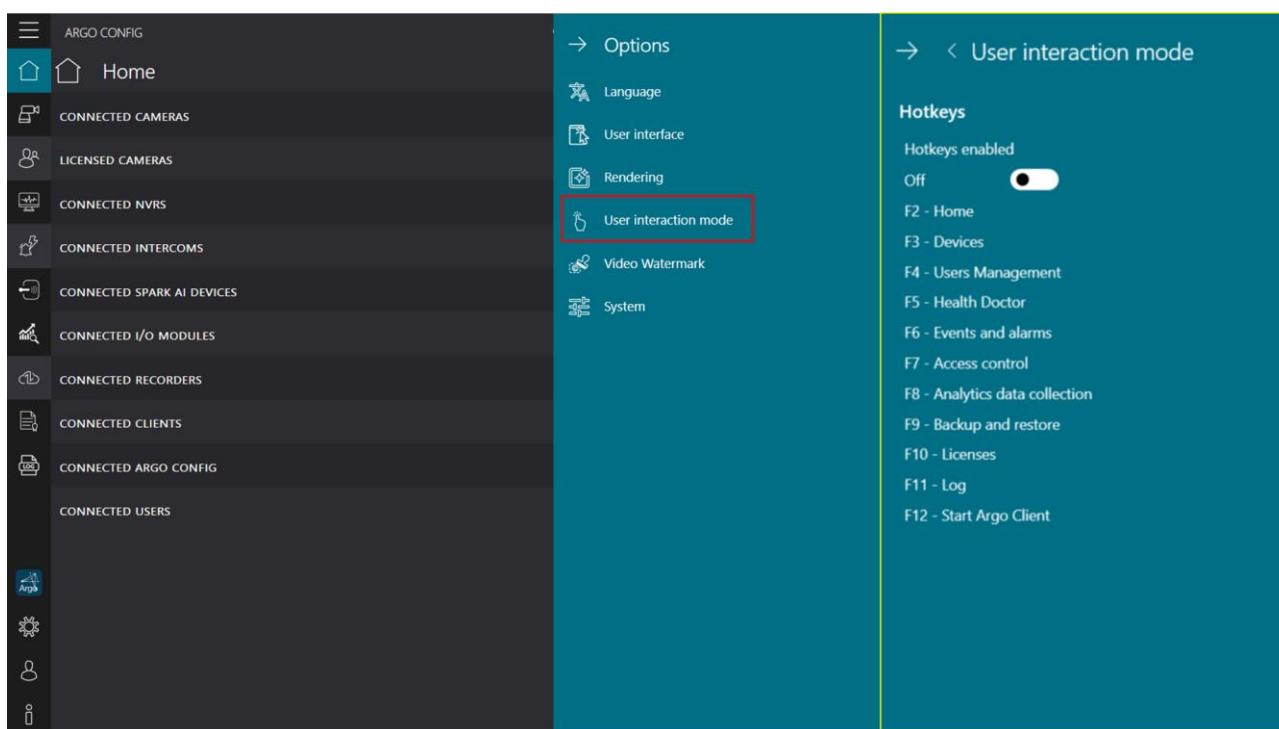 ARGO CONFIG
Home
CONNECTED CAMERAS
LICENSED CAMERAS
CONNECTED NVRS
CONNECTED INTERCOMS
CONNECTED SPARK AI DEVICES
CONNECTED I/O MODULES
CONNECTED RECORDERS
CONNECTED CLIENTS
CONNECTED ARGO CONFIG
CONNECTED USERS
LOG
Argo
Options
Language
User interface
Rendering
User interaction mode
Video Watermark
System
User interaction mode
Hotkeys
Hotkeys enabled
Off
F2 - Home
F3 - Devices
F4 - Users Management
F5 - Health Doctor
F6 - Events and alarms
F7 - Access control
F8 - Analytics data collection
F9 - Backup and restore
F10 - Licenses
F11 - Log
F12 - Start Argo Client